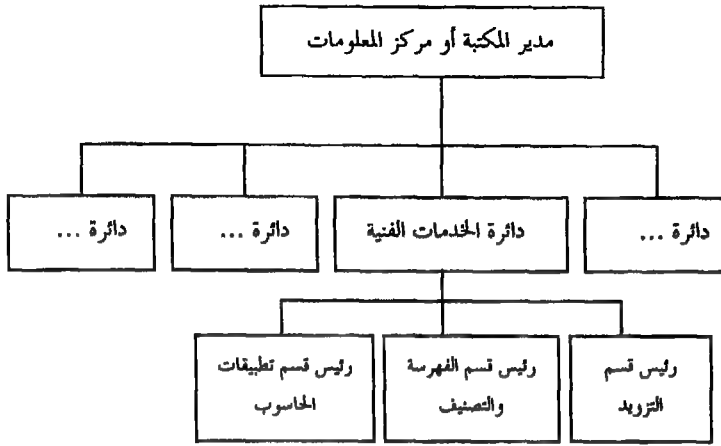 مدير المكتبة أو مركز المعلومات
دائرة ...
دائرة الخدمات الفنية
دائرة ...
دائرة ...
رئيس قسم
التزويد
رئيس قسم الفهرسة
والتصنيف
رئيس قسم تطبيقات
الحاسوب